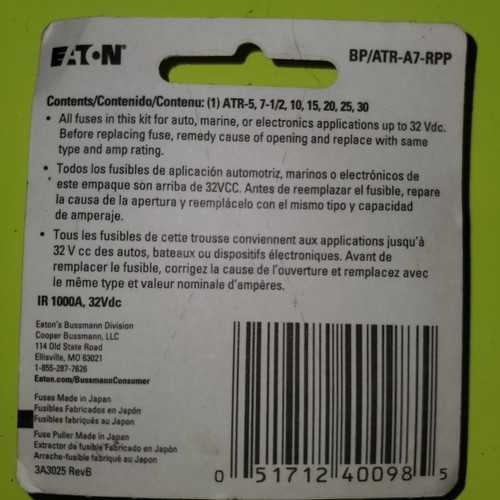 EATON
BP/ATR-A7-RPP
Contents/Contenido/Contenu: (1) ATR-5, 7-1/2, 10, 15, 20, 25, 30
• All fuses in this kit for auto, marine, or electronics applications up to 32 Vdc.
Before replacing fuse, remedy cause of opening and replace with same
type and amp rating.
• Todos los fusibles de aplicación automotriz, marinos o electrónicos de
este empaque son arriba de 32VCC. Antes de reemplazar el fusible, repare
la causa de la apertura y reemplácelo con el mismo tipo y capacidad
de amperaje.
• Tous les fusibles de cette trousse conviennent aux applications jusqu'à
32 V cc des autos, bateaux ou dispositifs électroniques. Avant de
remplacer le fusible, corrigez la cause de l'ouverture et remplacez avec
le même type et valeur nominale d'ampères.
IR 1000A, 32Vdc
Eaton's Bussmann Division
Cooper Bussmann, LLC
114 Old State Road
Ellisville, MO 63021
1-855-287-7626
Eaton.com/BussmannConsumer
Fuses Made in Japan
Fusibles Fabricados en Japón
Fusibles fabriqués au Japon
Fuse Puller Made in Japan
Extractor de fusible Fabricado en Japón
Arrache-fusible fabriqué au Japon
3A3025 RevB
0 51712 40098 5